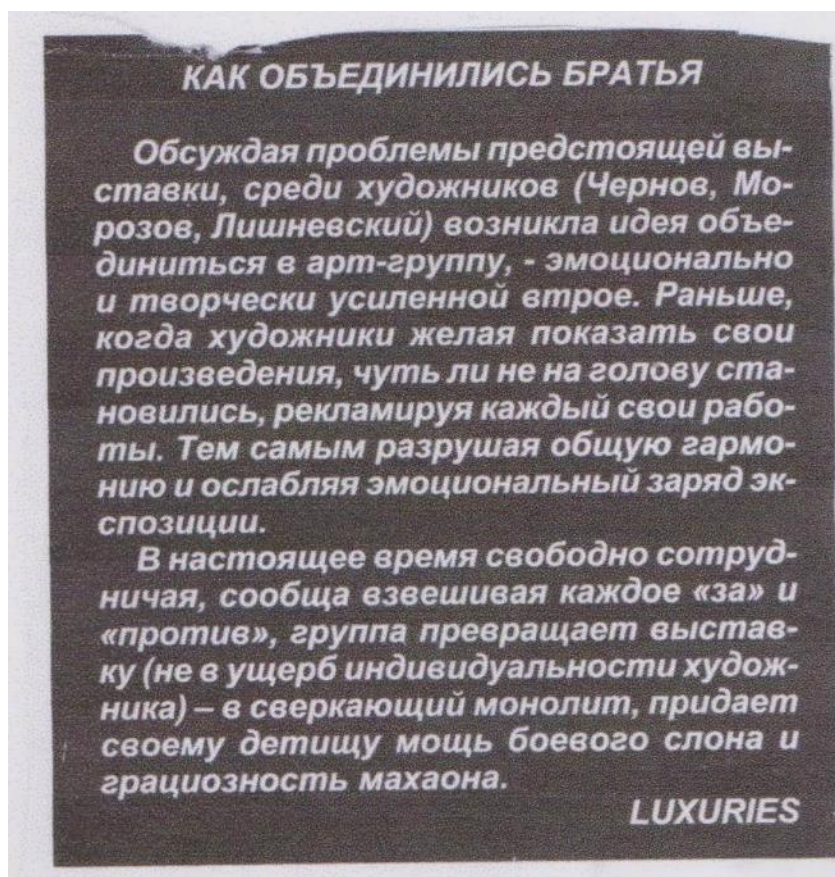 КАК ОБЪЕДИНИЛИСЬ БРАТЬЯ
Обсуждая проблемы предстоящей вы-
ставки, среди художников (Чернов, Мо-
розов, Лишневский) возникла идея объе-
диниться в арт-группу, - эмоционально
и творчески усиленной втрое. Раньше,
когда художники желая показать свои
произведения, чуть ли не на голову ста-
новились, рекламируя каждый свои рабо-
ты. Тем самым разрушая общую гармо-
нию и ослабляя эмоциональный заряд эк-
спозиции.
В настоящее время свободно сотруд-
ничая, сообща взвешивая каждое «за» и
«против», группа превращает выстав-
ку (не в ущерб индивидуальности худож-
ника) – в сверкающий монолит, придает
своему детищу мощь боевого слона и
грациозность махаона.
LUXURIES